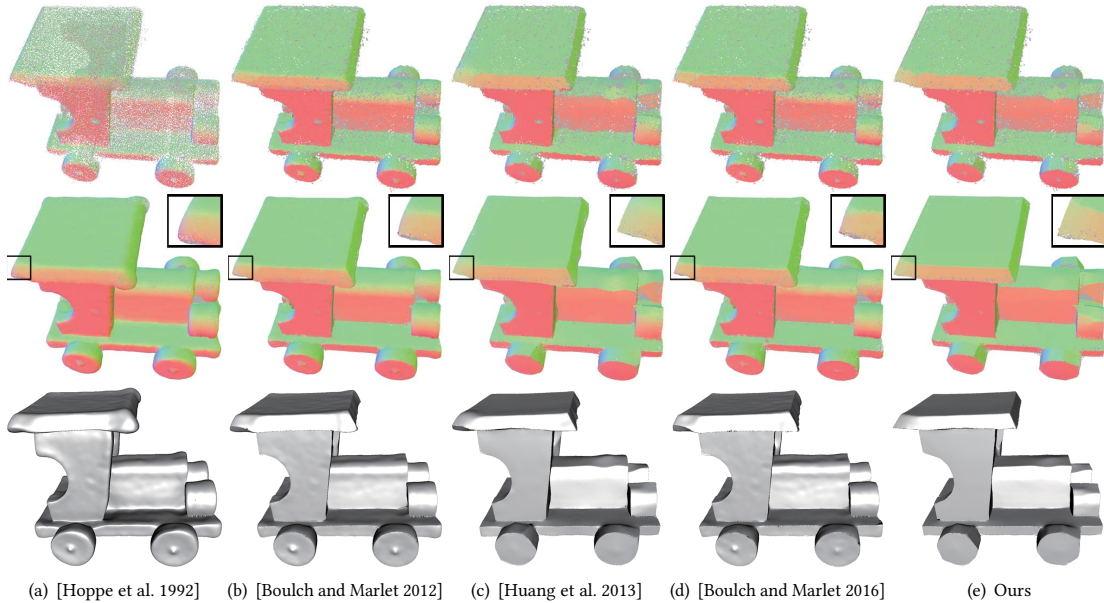 (a) [Hoppe et al. 1992] (b) [Boulch and Marlet 2012] (c) [Huang et al. 2013] (d) [Boulch and Marlet 2016] (e) Ours